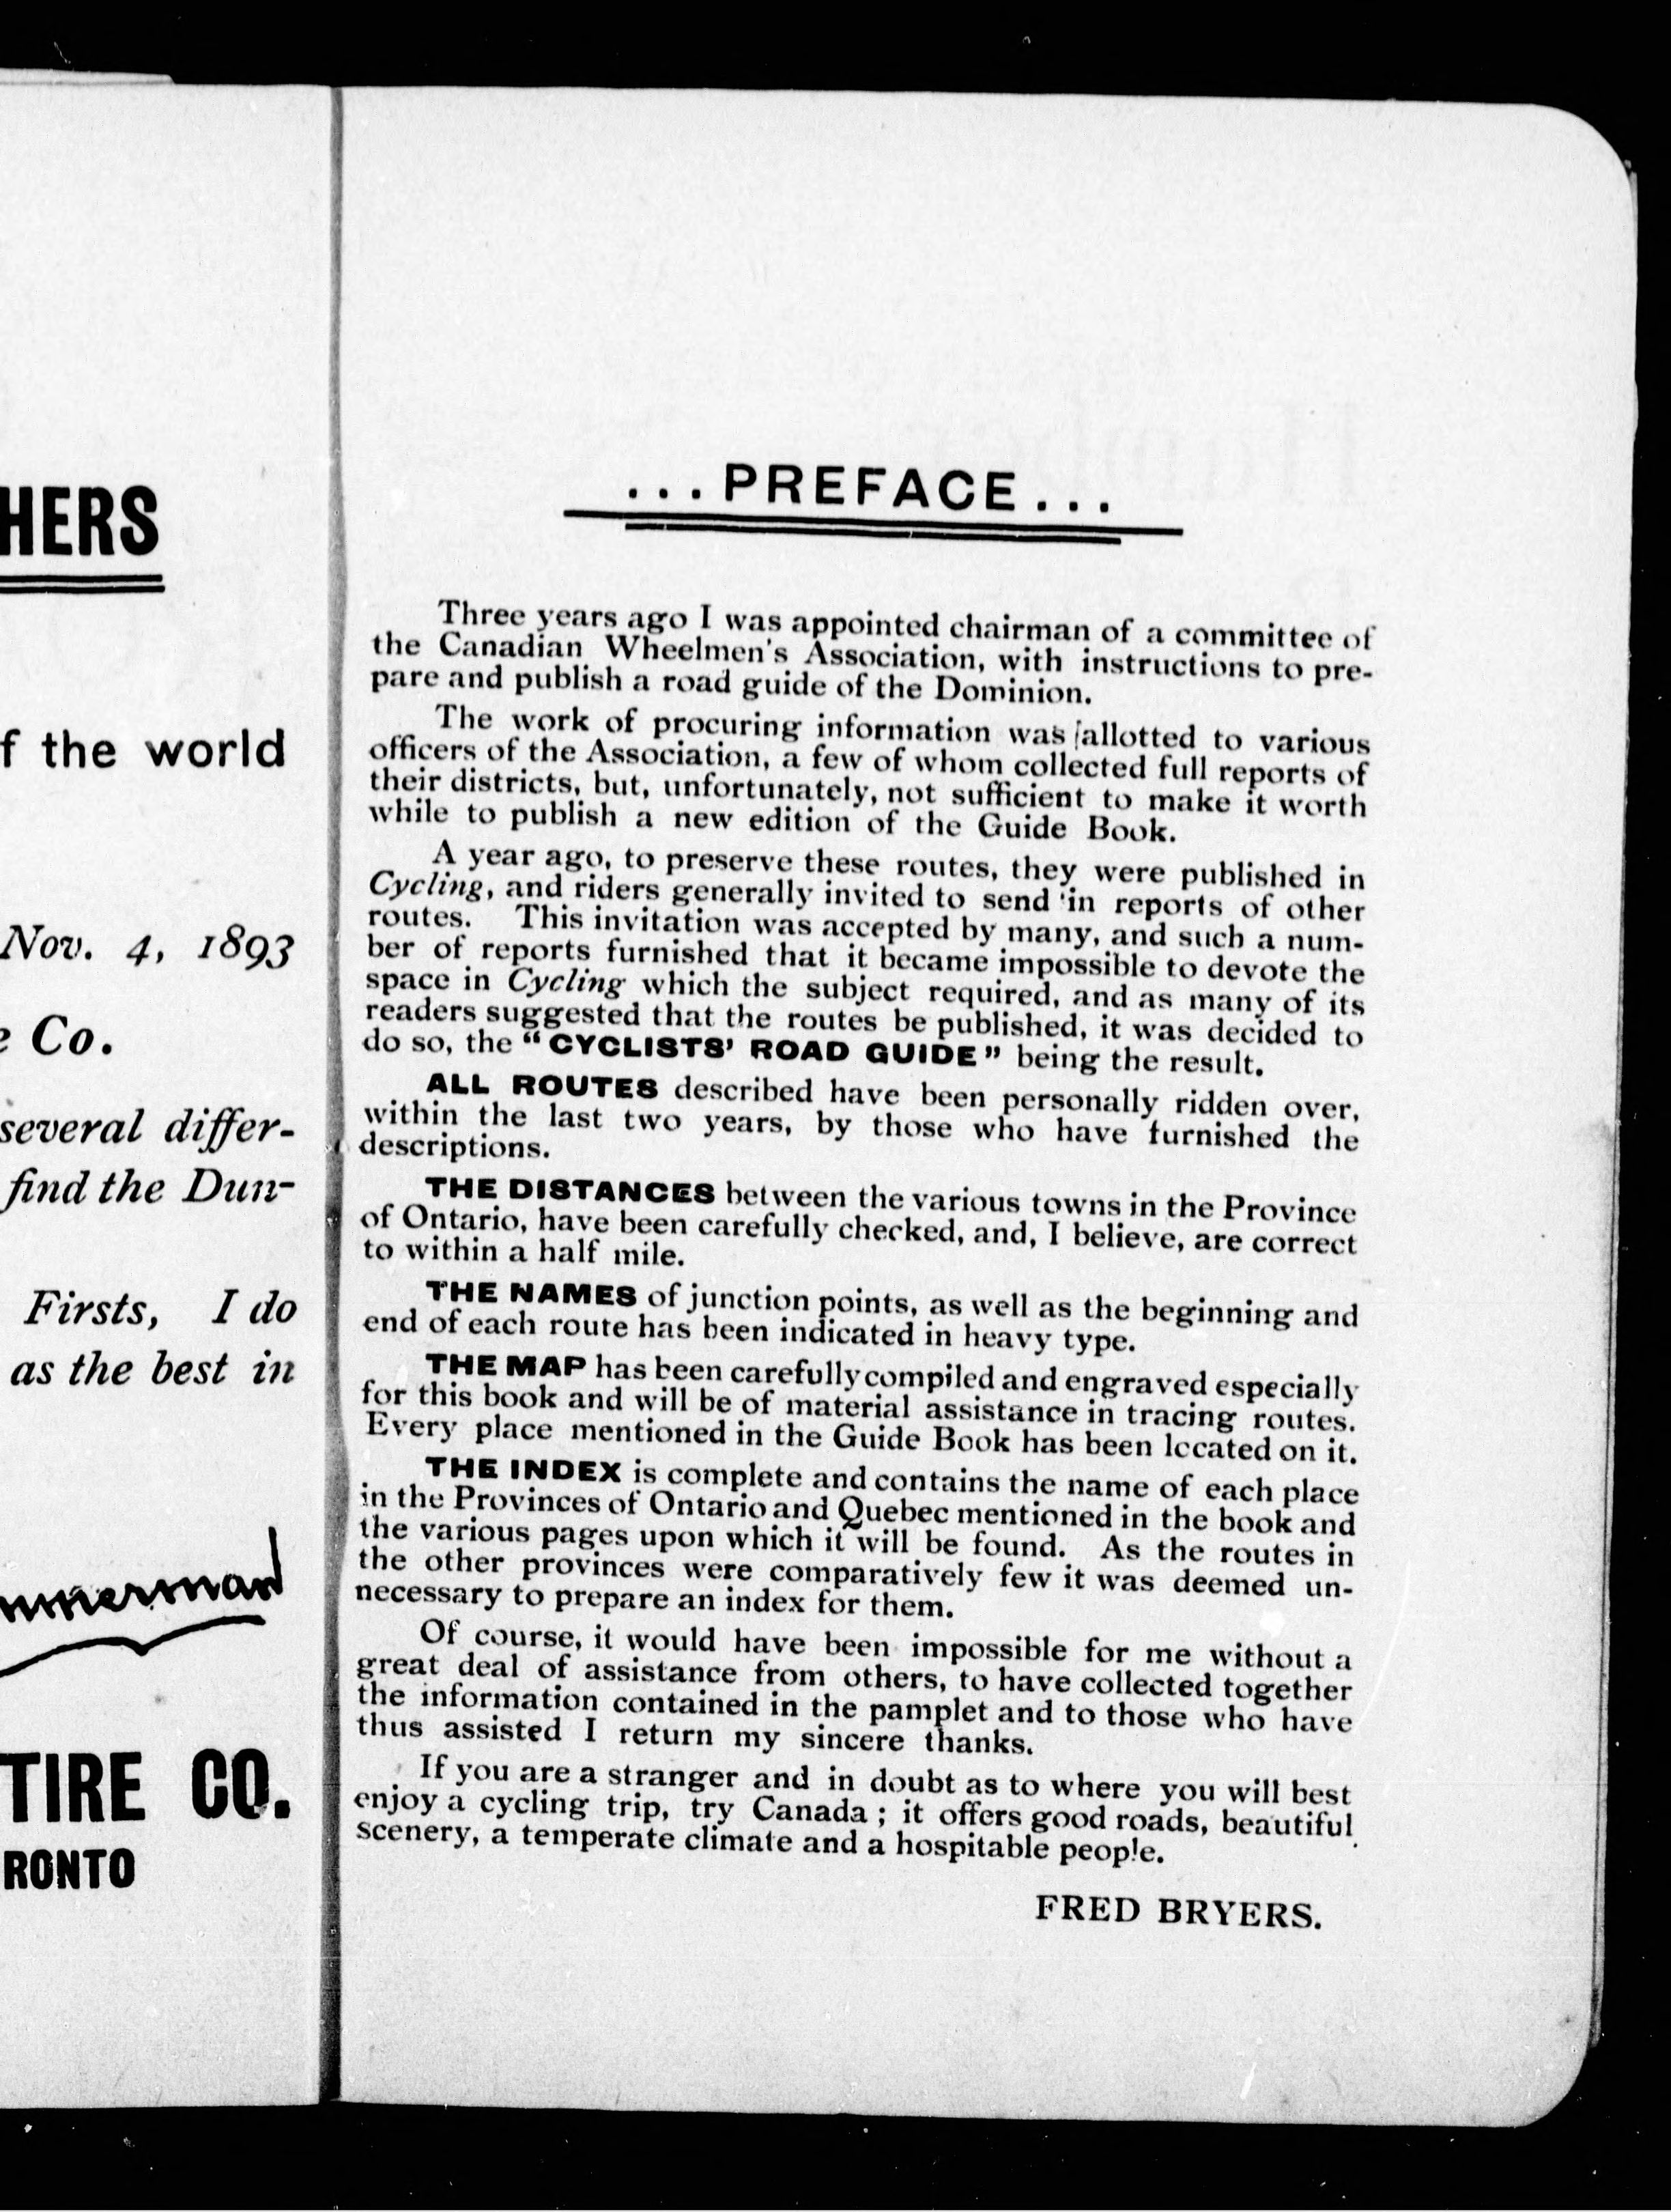 HERS
f the world
Nov. 4, 1893
Co.
several differ-
find the Dun-
Firsts, I do
as the best in
TIRE CO.
RONTO
...PREFACE...
Three years ago I was appointed chairman of a committee of
the Canadian Wheelmen's Association, with instructions to pre-
pare and publish a road guide of the Dominion.
The work of procuring information was allotted to various
officers of the Association, a few of whom collected full reports of
their districts, but, unfortunately, not sufficient to make it worth
while to publish a new edition of the Guide Book.
A year ago, to preserve these routes, they were published in
Cycling, and riders generally invited to send in reports of other
routes. This invitation was accepted by many, and such a num-
ber of reports furnished that it became impossible to devote the
space in Cycling which the subject required, and as many of its
readers suggested that the routes be published, it was decided to
do so, the "CYCLISTS' ROAD GUIDE" being the result.
ALL ROUTES described have been personally ridden over,
within the last two years, by those who have furnished the
descriptions.
THE DISTANCES between the various towns in the Province
of Ontario, have been carefully checked, and, I believe, are correct
to within a half mile.
THE NAMES of junction points, as well as the beginning and
end of each route has been indicated in heavy type.
THE MAP has been carefully compiled and engraved especially
for this book and will be of material assistance in tracing routes.
Every place mentioned in the Guide Book has been located on it.
THE INDEX is complete and contains the name of each place
in the Provinces of Ontario and Quebec mentioned in the book and
the various pages upon which it will be found. As the routes in
the other provinces were comparatively few it was deemed un-
necessary to prepare an index for them.
Of course, it would have been impossible for me without a
great deal of assistance from others, to have collected together
the information contained in the pamplet and to those who have
thus assisted I return my sincere thanks.
If you are a stranger and in doubt as to where you will best
enjoy a cycling trip, try Canada ; it offers good roads, beautiful
scenery, a temperate climate and a hospitable people.
FRED BRYERS.